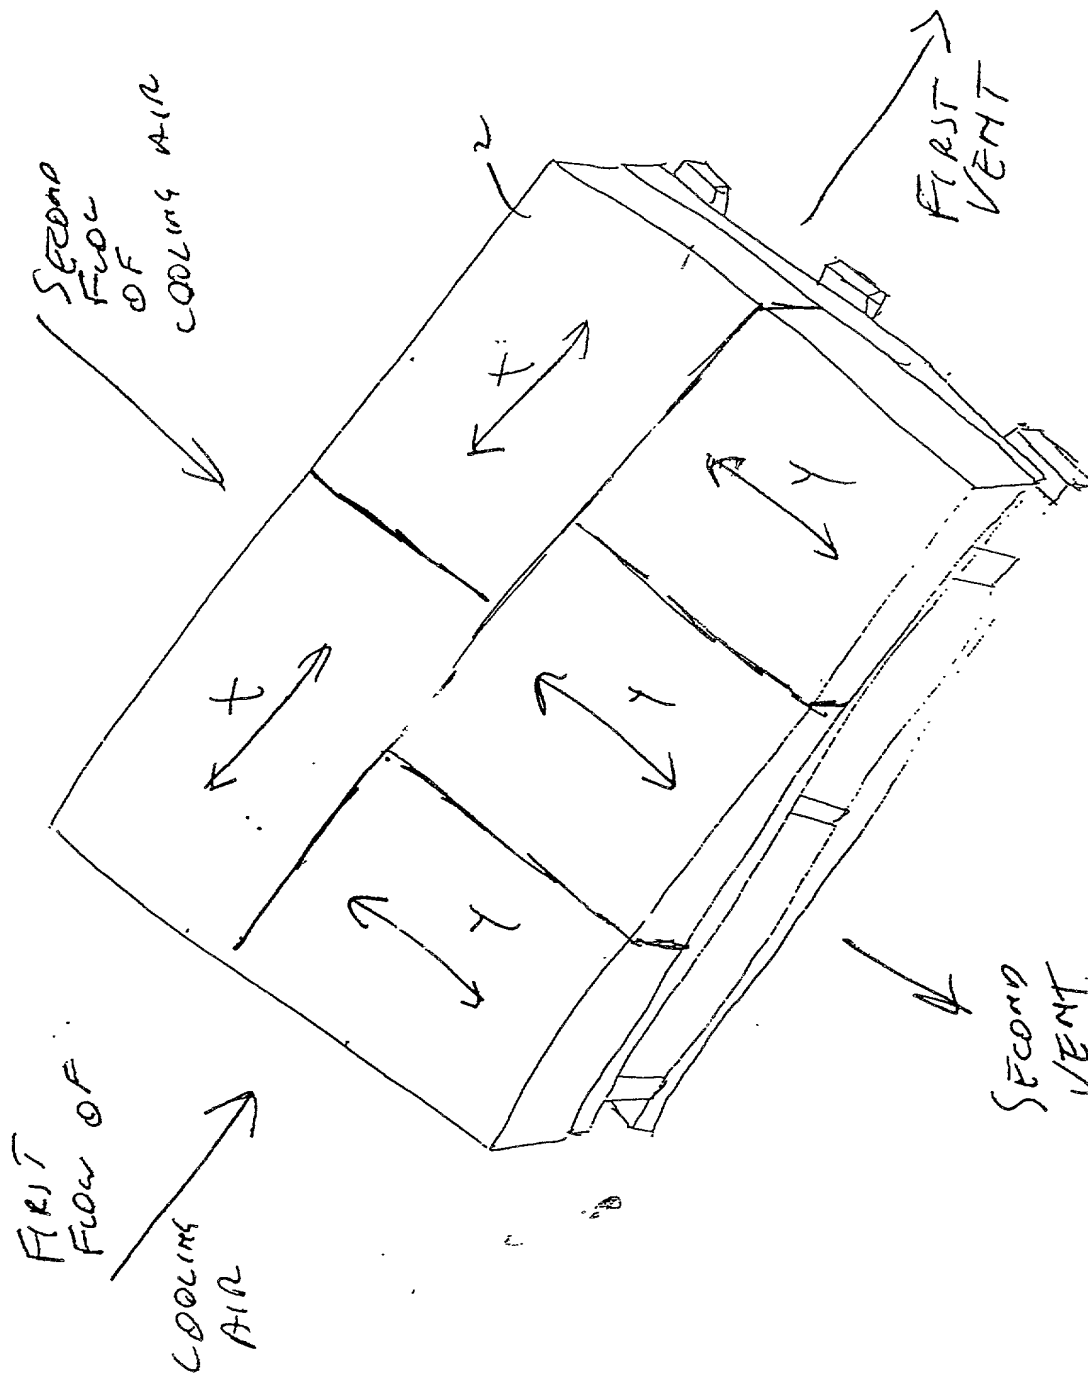 FIRST
FLOW OF
COOLING
AIR
SECOND
FLOW
OF
COOLING AIR
X
2
X
Y
Y
Y
FIRST
VENT
SECOND
VENT